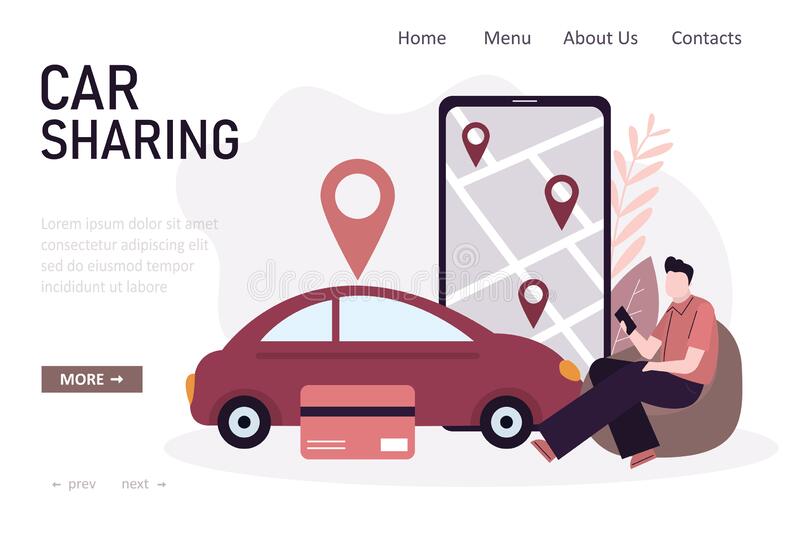 Home Menu About Us Contacts
CAR
SHARING
Lorem ipsum dolor sit amet
consectetur adipiscing elit
sed do eiusmod tempor
incididunt ut labore
dreamstime
MORE →
← prev next →